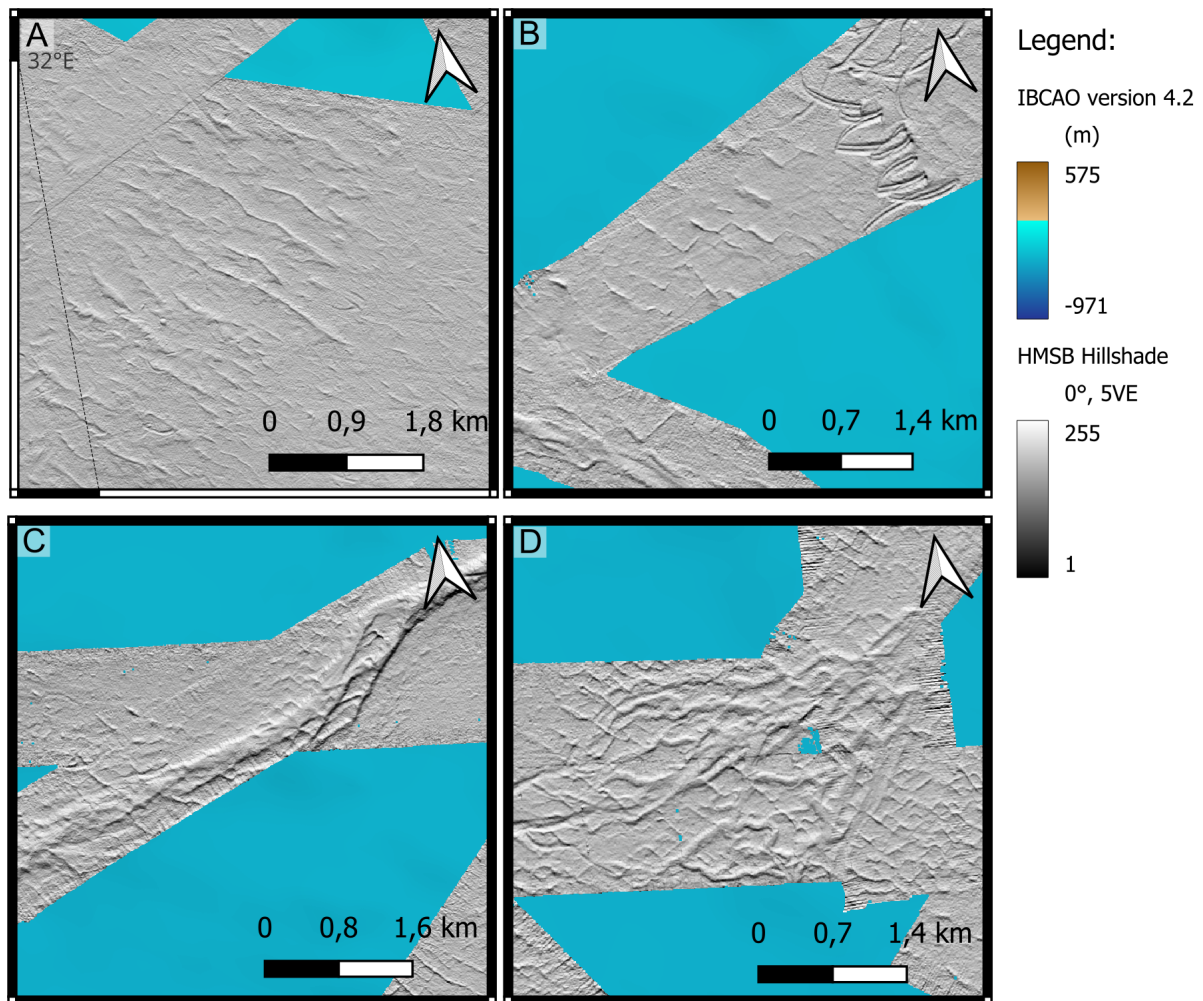 A
32°E
0 0,9 1,8 km
B
0 0,7 1,4 km
C
0 0,8 1,6 km
D
0 0,7 1,4 km
Legend:
IBCAO version 4.2
(m)
575
-971
HMSB Hillshade
0°, 5VE
255
1